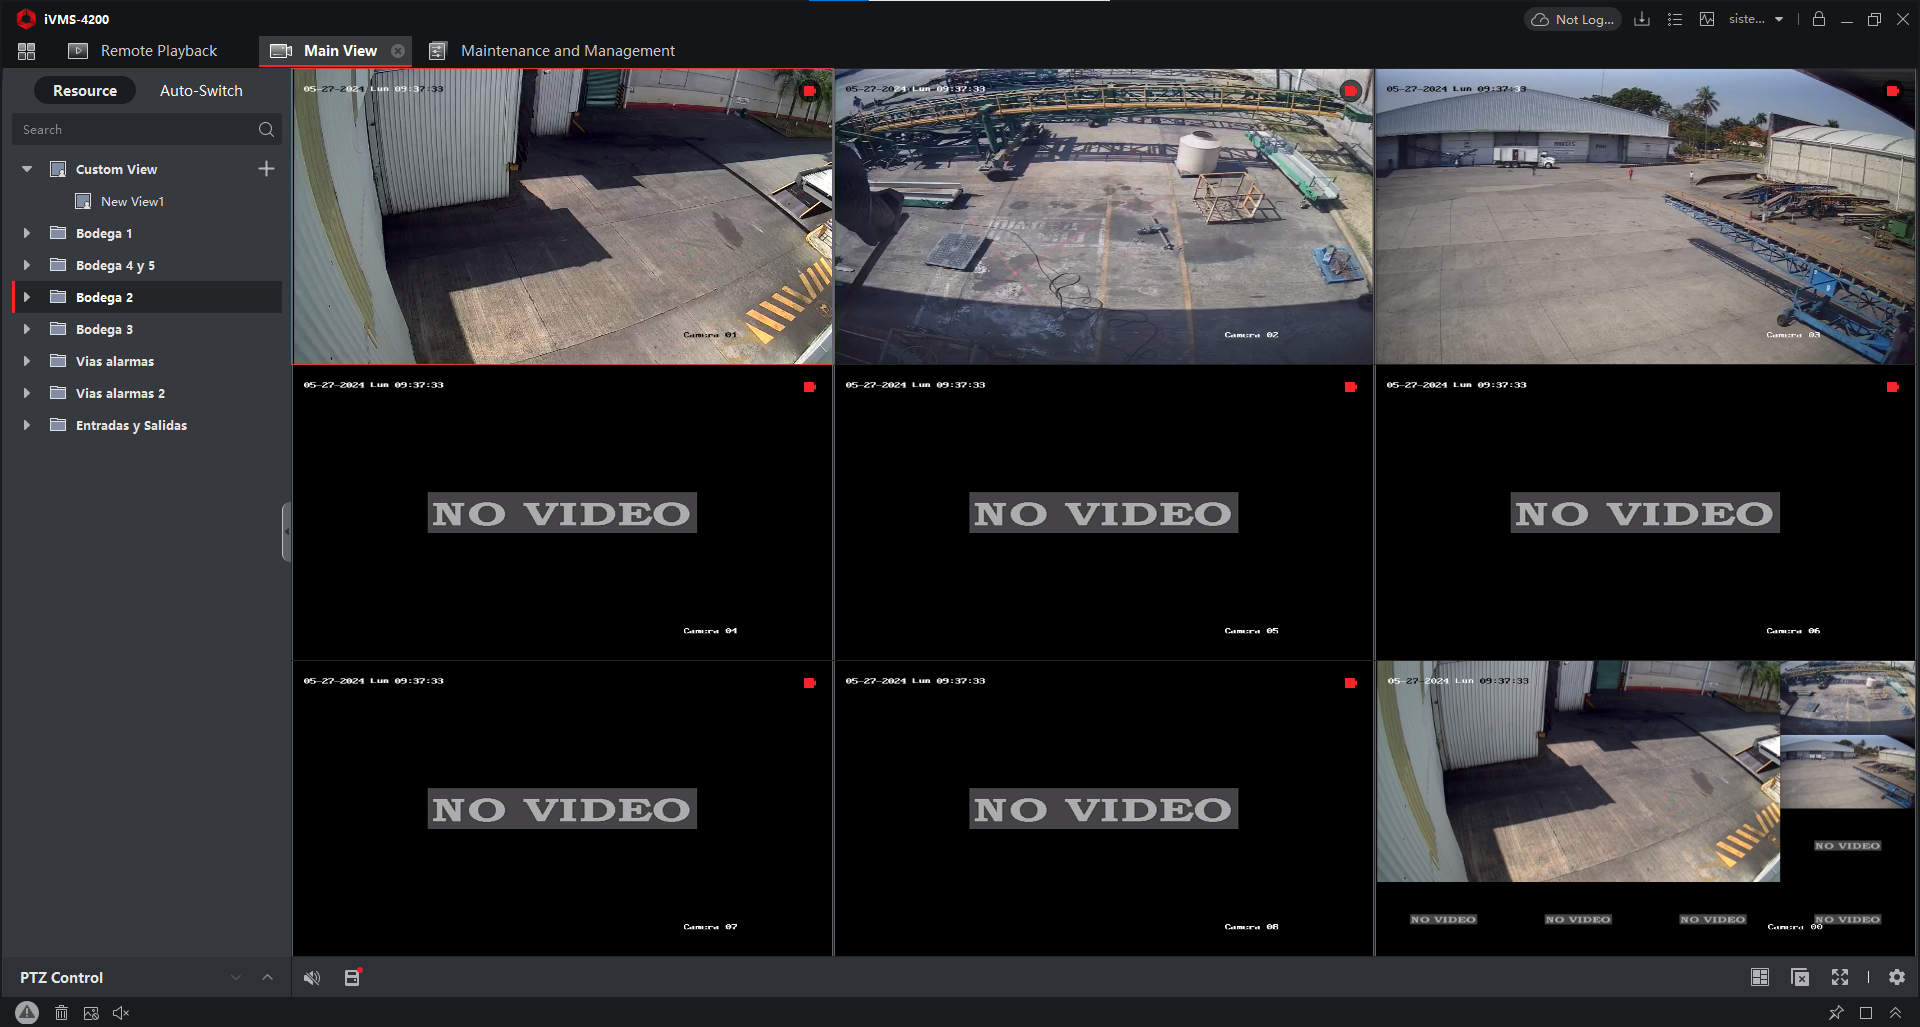 iVMS-4200
Not Log...
siste...
Remote Playback
Main View
Maintenance and Management
Resource
Auto-Switch
Search
Custom View
New View1
Bodega 1
Bodega 4 y 5
Bodega 2
Bodega 3
Vias alarmas
Vias alarmas 2
Entradas y Salidas
05-27-2024 Lun 09:37:33
Camera 01
05-27-2024 Lun 09:37:33
Camera 02
05-27-2024 Lun 09:37:33
Camera 03
05-27-2024 Lun 09:37:33
NO VIDEO
Camera 04
05-27-2024 Lun 09:37:33
NO VIDEO
Camera 05
05-27-2024 Lun 09:37:33
NO VIDEO
Camera 06
05-27-2024 Lun 09:37:33
NO VIDEO
Camera 07
05-27-2024 Lun 09:37:33
NO VIDEO
Camera 08
05-27-2024 Lun 09:37:33
NO VIDEO
NO VIDEO
NO VIDEO
NO VIDEO
NO VIDEO
Camera 00
PTZ Control